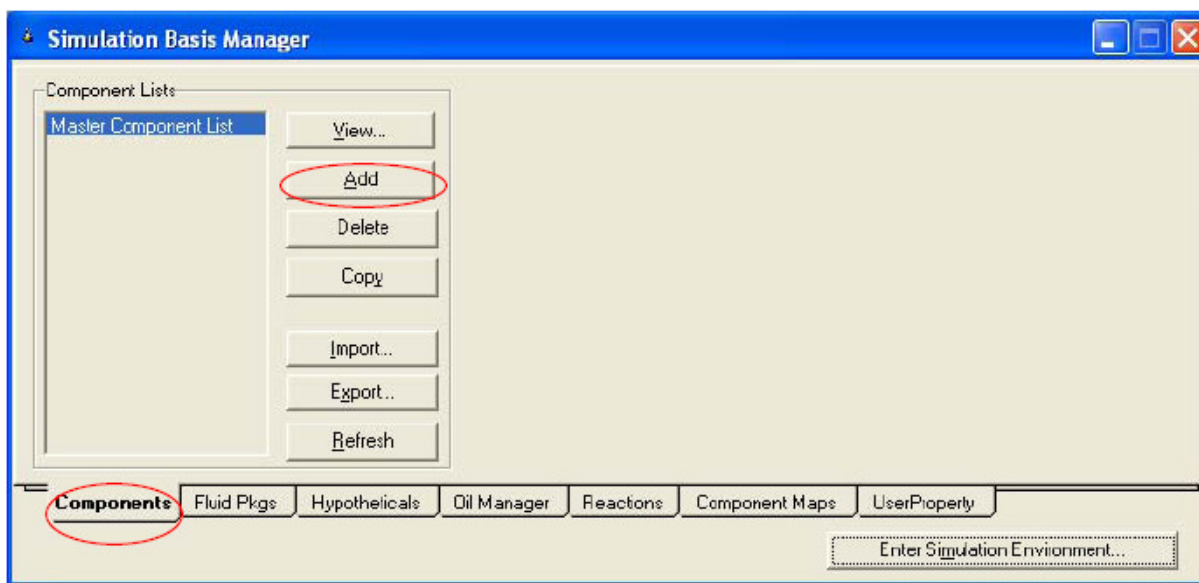 Simulation Basis Manager
Component Lists
Master Component List
View...
Add
Delete
Copy
Import...
Export...
Refresh
Components
Fluid Pkgs
Hypotheticals
Oil Manager
Reactions
Component Maps
UserProperty
Enter Simulation Environment...